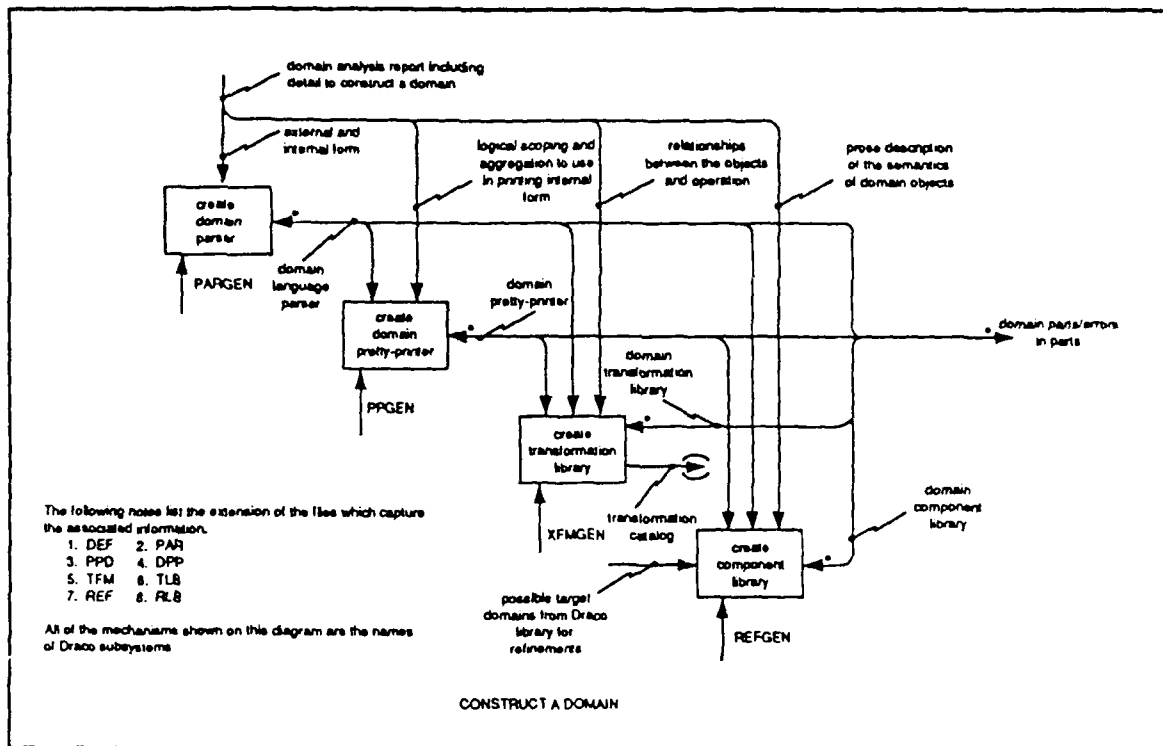 domain analysis report including
detail to construct a domain
external and
internal form
logical scoping and
aggregation to use
in printing internal
form
relationships
between the objects
and operation
prose description
of the semantics
of domain objects
create
domain
parser
PARGEN
domain
language
parser
domain
pretty-printer
create
domain
pretty-printer
PPGEN
domain parts/errors
in parts
domain
transformation
library
create
transformation
library
XFMGEN
transformation
catalog
domain
component
library
create
component
library
REFGEN
possible target
domains from Draco
library for
refinements
The following notes list the extension of the files which capture
the associated information.
1. DEF 2. PAR
3. PPD 4. DPP
5. TFM 6. TLB
7. REF 8. RLB
All of the mechanisms shown on this diagram are the names
of Draco subsystems
CONSTRUCT A DOMAIN